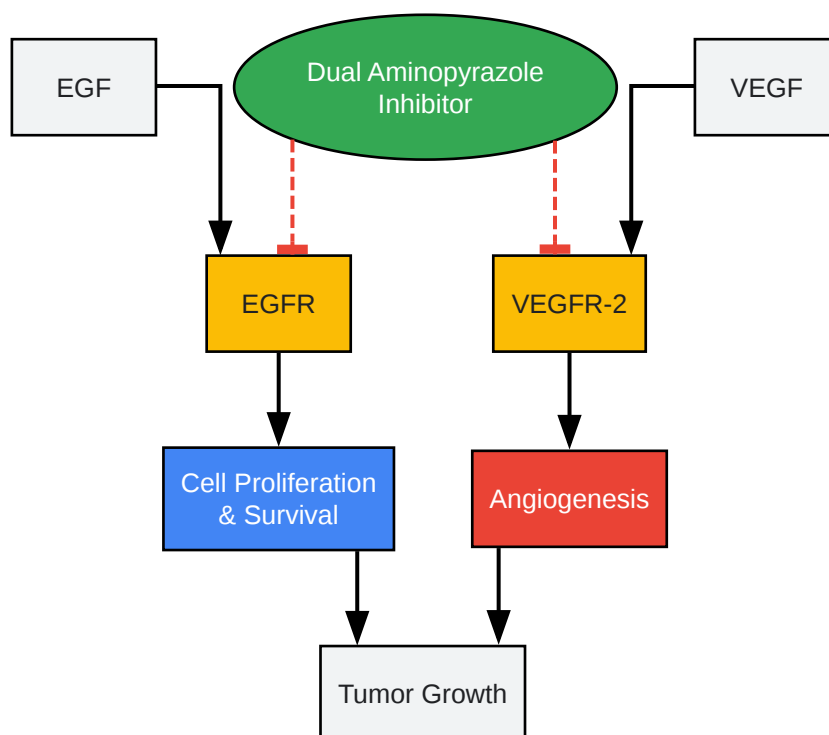 EGF
Dual Aminopyrazole
Inhibitor
VEGF
EGFR
VEGFR-2
Cell Proliferation
& Survival
Angiogenesis
Tumor Growth